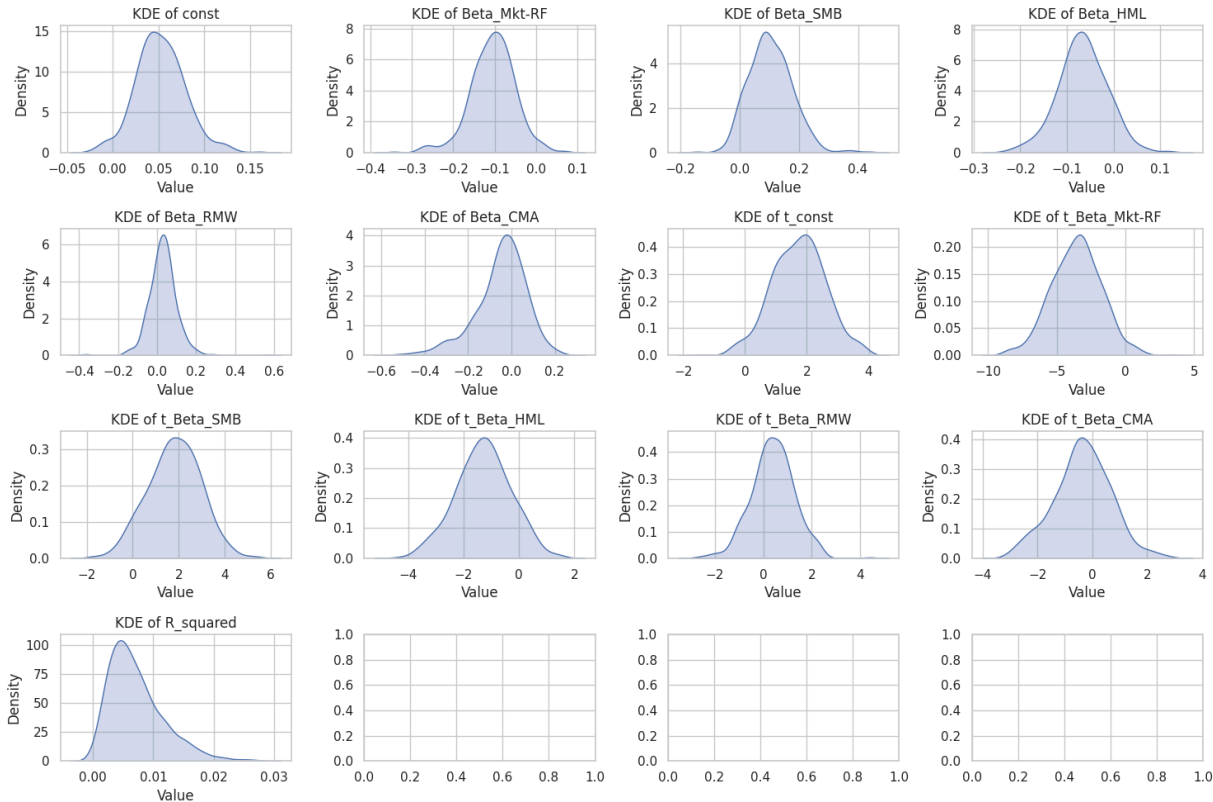 KDE of const
KDE of Beta_Mkt-RF
KDE of Beta_SMB
KDE of Beta_HML
Density
15
10
5
0
−0.05 0.00 0.05 0.10 0.15
Value
Density
8
6
4
2
0
−0.4 −0.3 −0.2 −0.1 0.0 0.1
Value
Density
4
2
0
−0.2 0.0 0.2 0.4
Value
Density
8
6
4
2
0
−0.3 −0.2 −0.1 0.0 0.1
Value
KDE of Beta_RMW
KDE of Beta_CMA
KDE of t_const
KDE of t_Beta_Mkt-RF
Density
6
4
2
0
−0.4 −0.2 0.0 0.2 0.4 0.6
Value
Density
4
3
2
1
0
−0.6 −0.4 −0.2 0.0 0.2
Value
Density
0.4
0.3
0.2
0.1
0.0
−2 0 2 4
Value
Density
0.20
0.15
0.10
0.05
0.00
−10 −5 0 5
Value
KDE of t_Beta_SMB
KDE of t_Beta_HML
KDE of t_Beta_RMW
KDE of t_Beta_CMA
Density
0.3
0.2
0.1
0.0
−2 0 2 4 6
Value
Density
0.4
0.3
0.2
0.1
0.0
−4 −2 0 2
Value
Density
0.4
0.3
0.2
0.1
0.0
−2 0 2 4
Value
Density
0.4
0.3
0.2
0.1
0.0
−4 −2 0 2 4
Value
KDE of R_squared
Density
100
75
50
25
0
0.00 0.01 0.02 0.03
Value
1.0
0.8
0.6
0.4
0.2
0.0
0.0 0.2 0.4 0.6 0.8 1.0
1.0
0.8
0.6
0.4
0.2
0.0
0.0 0.2 0.4 0.6 0.8 1.0
1.0
0.8
0.6
0.4
0.2
0.0
0.0 0.2 0.4 0.6 0.8 1.0